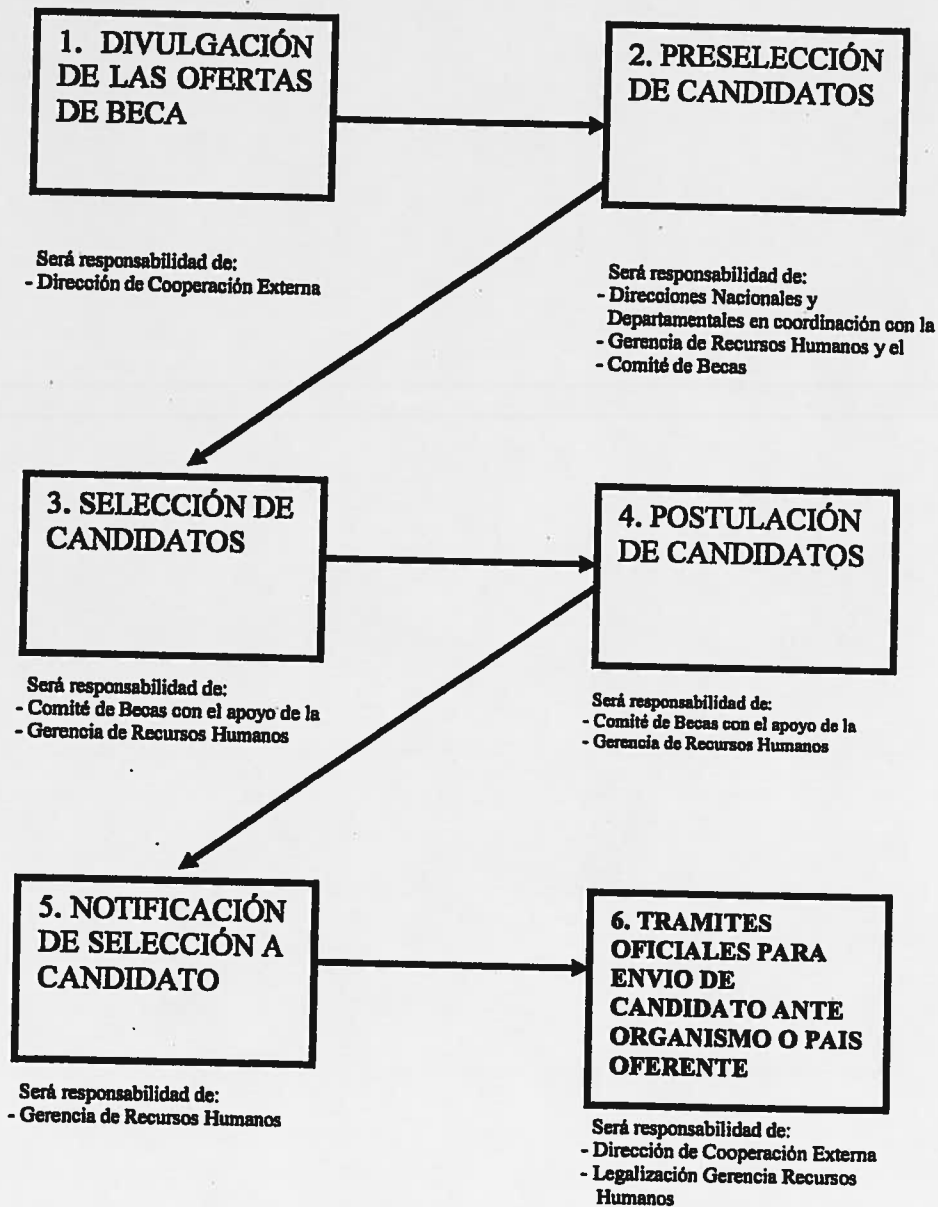 1. DIVULGACIÓN
DE LAS OFERTAS
DE BECA
Será responsabilidad de:
- Dirección de Cooperación Externa
2. PRESELECCIÓN
DE CANDIDATOS
Será responsabilidad de:
- Direcciones Nacionales y
Departamentales en coordinación con la
- Gerencia de Recursos Humanos y el
- Comité de Becas
3. SELECCIÓN DE
CANDIDATOS
Será responsabilidad de:
- Comité de Becas con el apoyo de la
- Gerencia de Recursos Humanos
4. POSTULACIÓN
DE CANDIDATOS
Será responsabilidad de:
- Comité de Becas con el apoyo de la
- Gerencia de Recursos Humanos
5. NOTIFICACIÓN
DE SELECCIÓN A
CANDIDATO
Será responsabilidad de:
- Gerencia de Recursos Humanos
6. TRAMITES
OFICIALES PARA
ENVIO DE
CANDIDATO ANTE
ORGANISMO O PAIS
OFERENTE
Será responsabilidad de:
- Dirección de Cooperación Externa
- Legalización Gerencia Recursos
Humanos